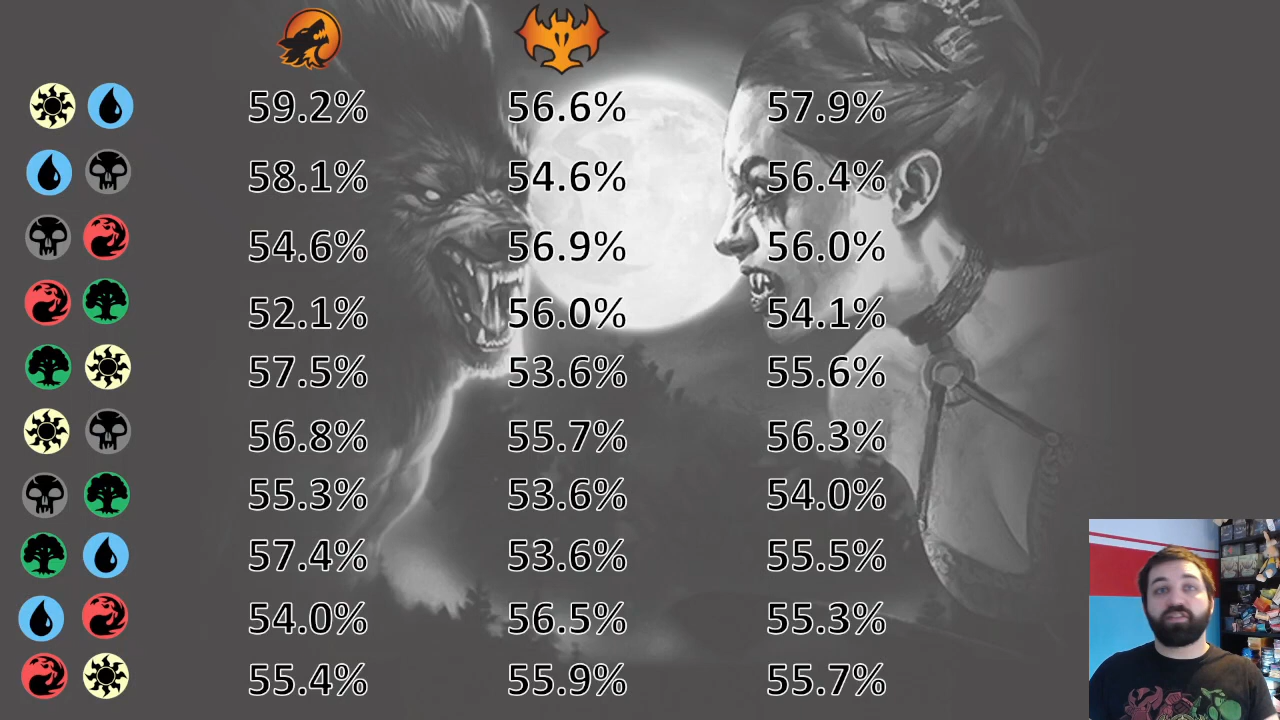 59.2% 56.6% 57.9%
58.1% 54.6% 56.4%
54.6% 56.9% 56.0%
52.1% 56.0% 54.1%
57.5% 53.6% 55.6%
56.8% 55.7% 56.3%
55.3% 53.6% 54.0%
57.4% 53.6% 55.5%
54.0% 56.5% 55.3%
55.4% 55.9% 55.7%